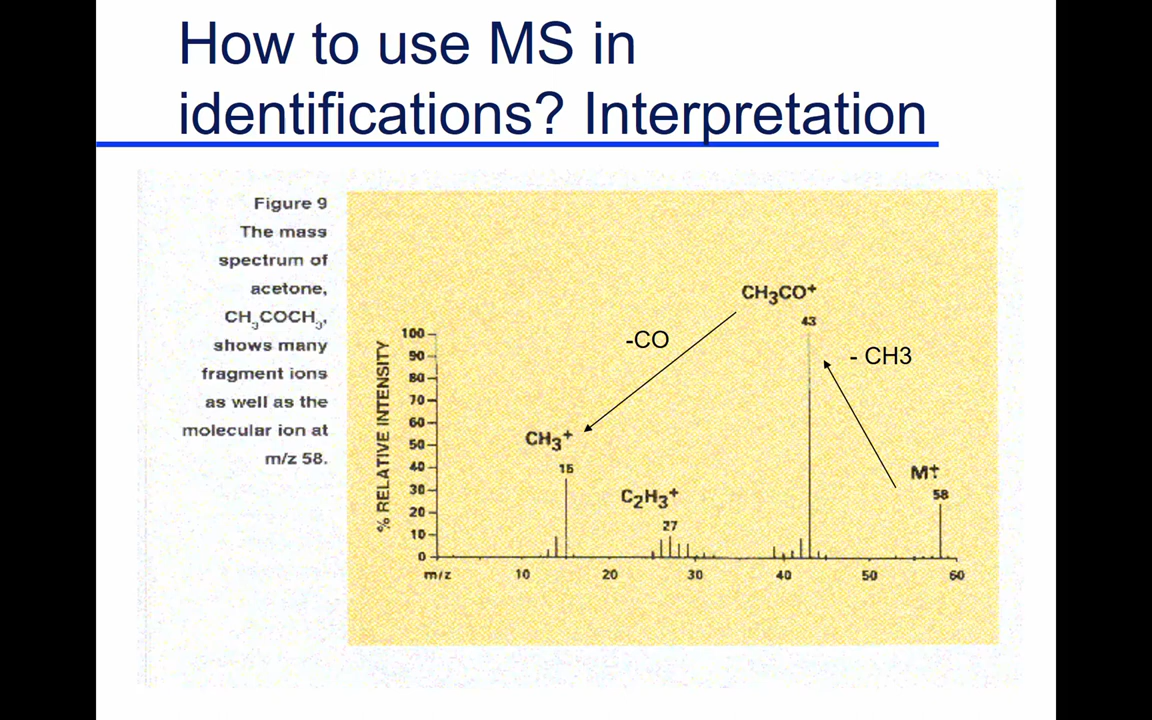 How to use MS in
identifications? Interpretation
Figure 9
The mass
spectrum of
acetone,
CH₃COCH₃,
shows many
fragment ions
as well as the
molecular ion at
m/z 58.
% RELATIVE INTENSITY
100
90
80
70
60
50
40
30
20
10
0
CH₃CO⁺
43
-CO
- CH3
CH₃⁺
15
C₂H₃⁺
27
M⁺
58
m/z 10 20 30 40 50 60